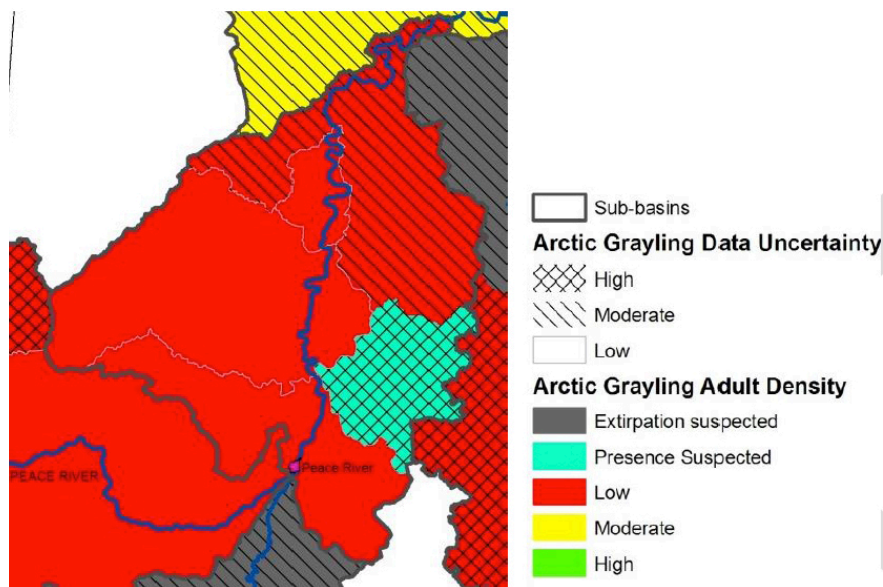 PEACE RIVER
Peace River
Sub-basins
Arctic Grayling Data Uncertainty
High
Moderate
Low
Arctic Grayling Adult Density
Extirpation suspected
Presence Suspected
Low
Moderate
High